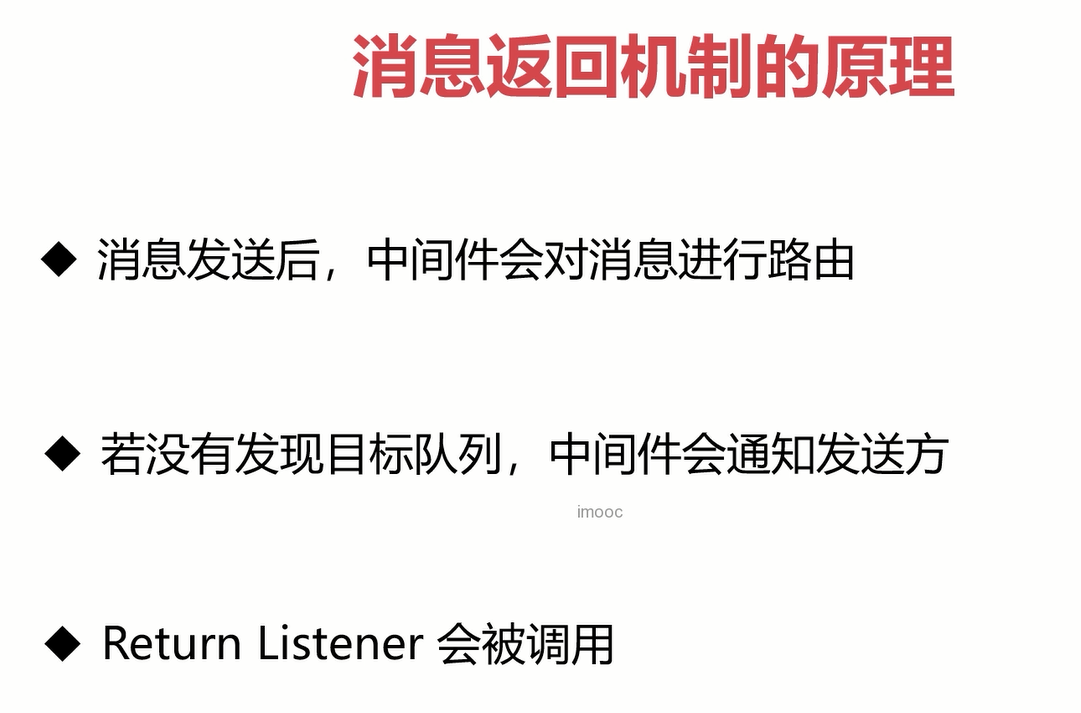 消息返回机制的原理
◆ 消息发送后，中间件会对消息进行路由
◆ 若没有发现目标队列，中间件会通知发送方
imooc
◆ Return Listener 会被调用